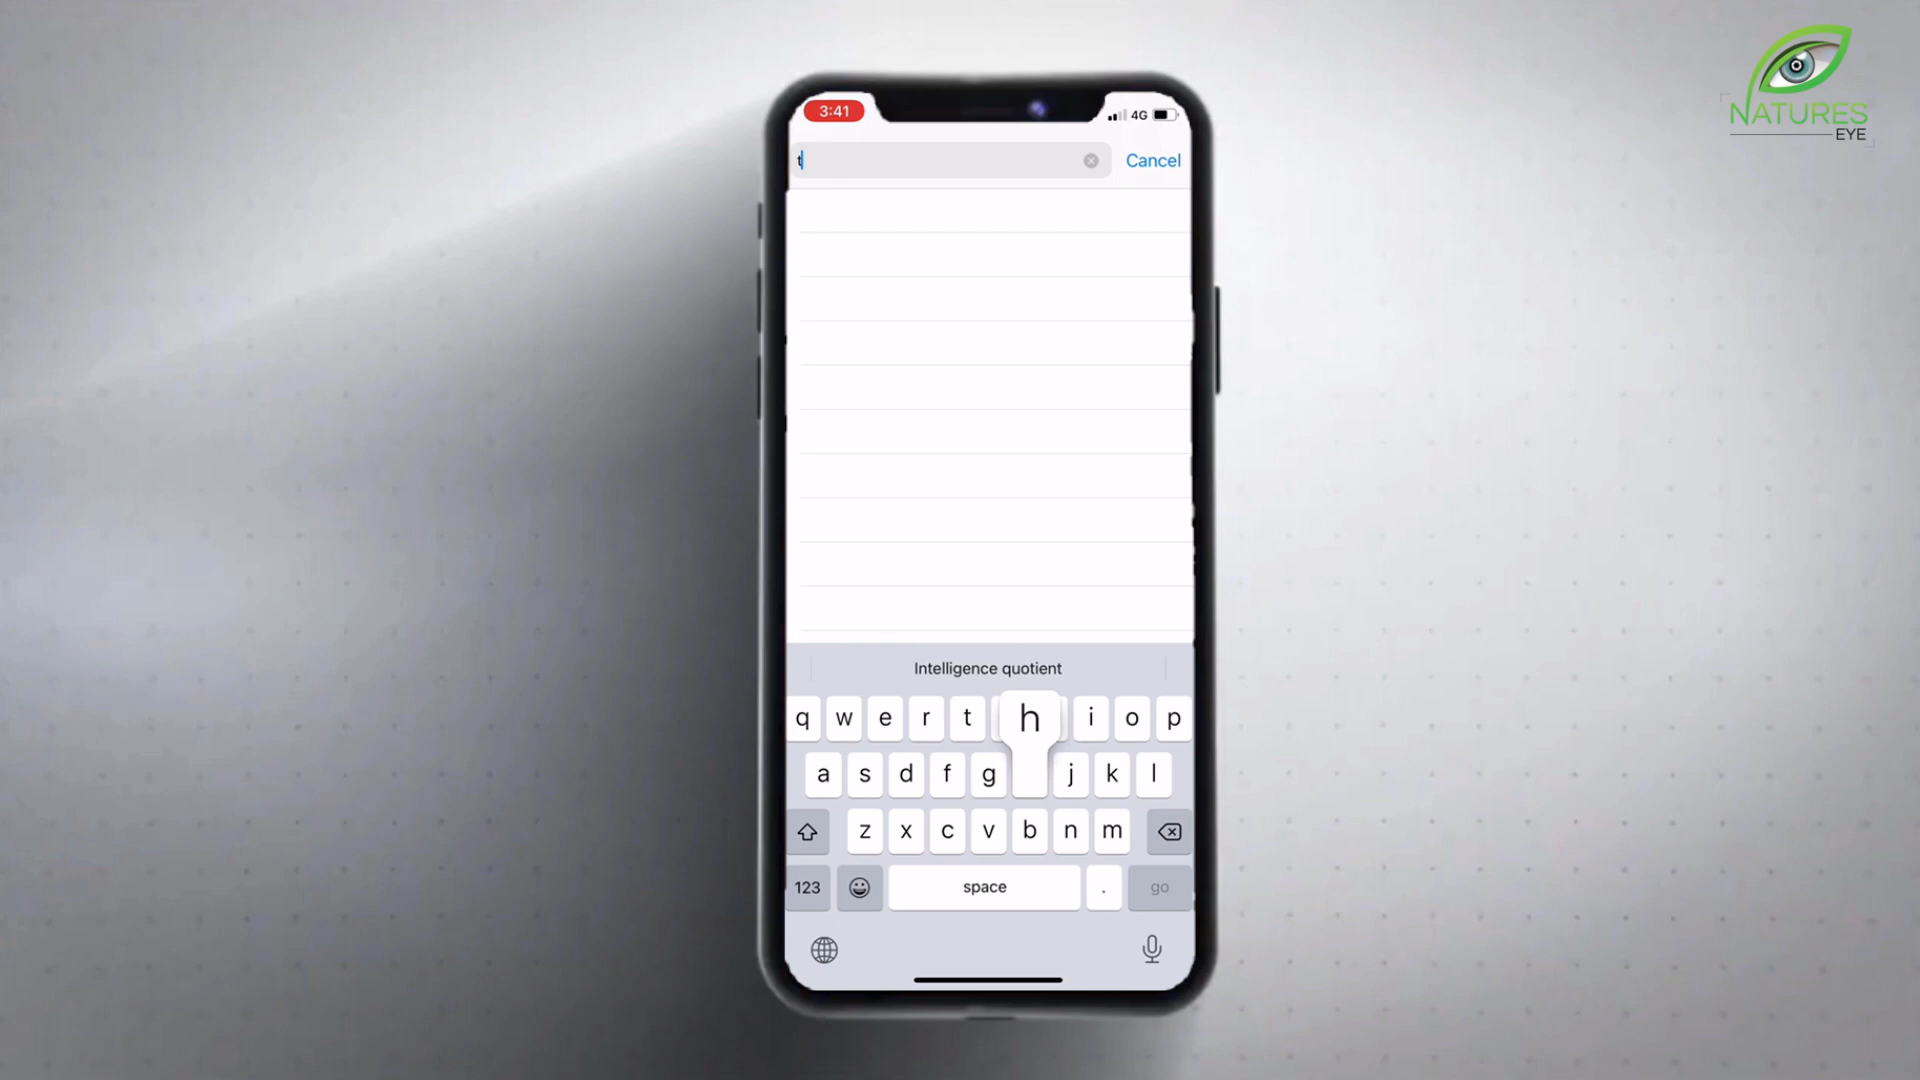 NATURES
EYE
3:41
4G
t
Cancel
Intelligence quotient
q w e r t h i o p
a s d f g j k l
z x c v b n m
123 space . go